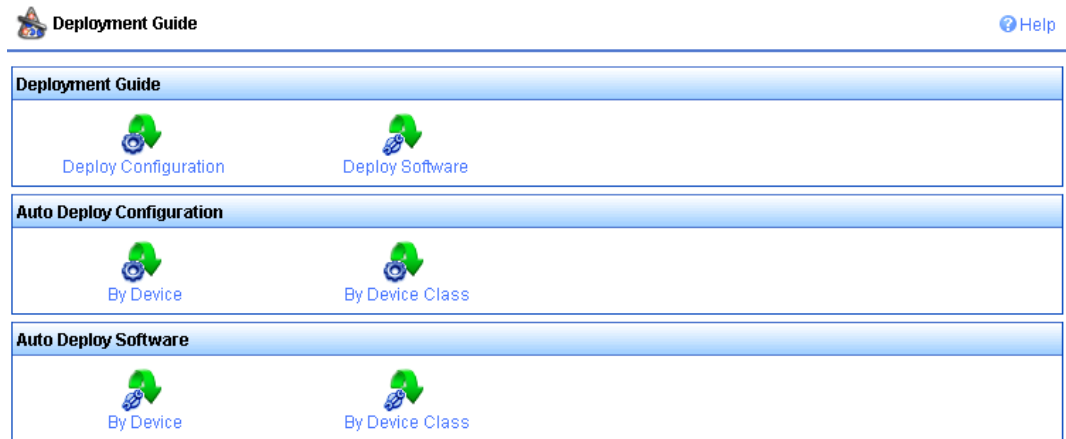 Deployment Guide
Help
Deployment Guide
Deploy Configuration
Deploy Software
Auto Deploy Configuration
By Device
By Device Class
Auto Deploy Software
By Device
By Device Class